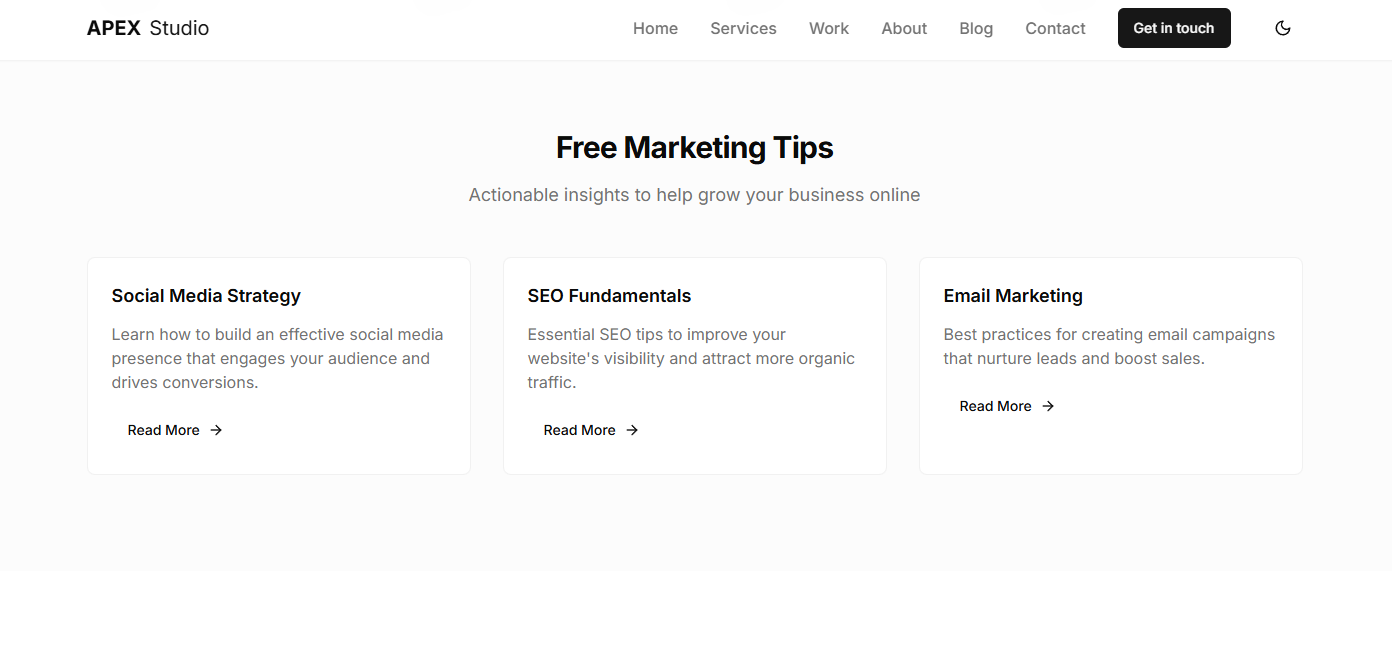 APEX Studio Home Services Work About Blog Contact Get in touch
Free Marketing Tips
Actionable insights to help grow your business online
Social Media Strategy
Learn how to build an effective social media
presence that engages your audience and
drives conversions.
Read More
SEO Fundamentals
Essential SEO tips to improve your
website's visibility and attract more organic
traffic.
Read More
Email Marketing
Best practices for creating email campaigns
that nurture leads and boost sales.
Read More